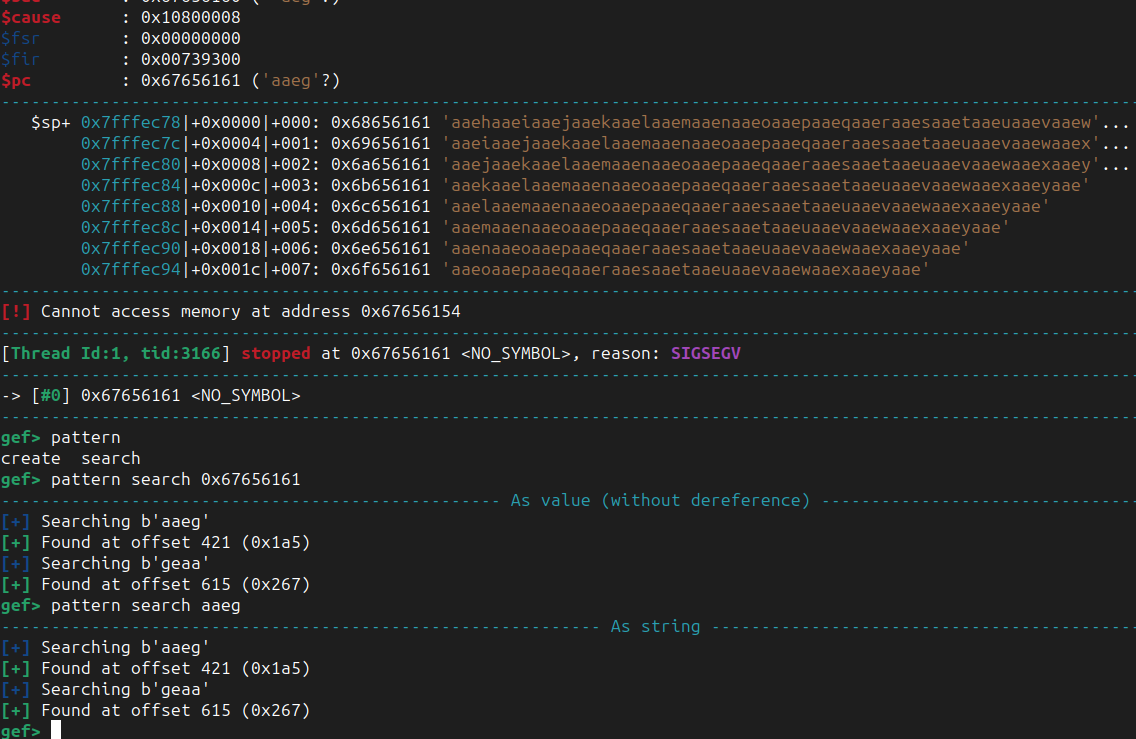 $cause      : 0x10800008
$fsr        : 0x00000000
$fir        : 0x00739300
$pc         : 0x67656161 ('aaeg'?)
$sp+ 0x7fffec78|+0x0000|+000: 0x68656161 'aaehaaeiaaejaaekaaelaaemaaenaaeoaaepaaeqaaeraaesaaetaaeuaaevaaew'...
0x7fffec7c|+0x0004|+001: 0x69656161 'aaeiaaejaaekaaelaaemaaenaaeoaaepaaeqaaeraaesaaetaaeuaaevaaewaaex'...
0x7fffec80|+0x0008|+002: 0x6a656161 'aaejaaekaaelaaemaaenaaeoaaepaaeqaaeraaesaaetaaeuaaevaaewaaexaaey'...
0x7fffec84|+0x000c|+003: 0x6b656161 'aaekaaelaaemaaenaaeoaaepaaeqaaeraaesaaetaaeuaaevaaewaaexaaeyaae'
0x7fffec88|+0x0010|+004: 0x6c656161 'aaelaaemaaenaaeoaaepaaeqaaeraaesaaetaaeuaaevaaewaaexaaeyaae'
0x7fffec8c|+0x0014|+005: 0x6d656161 'aaemaaenaaeoaaepaaeqaaeraaesaaetaaeuaaevaaewaaexaaeyaae'
0x7fffec90|+0x0018|+006: 0x6e656161 'aaenaaeoaaepaaeqaaeraaesaaetaaeuaaevaaewaaexaaeyaae'
0x7fffec94|+0x001c|+007: 0x6f656161 'aaeoaaepaaeqaaeraaesaaetaaeuaaevaaewaaexaaeyaae'
[!] Cannot access memory at address 0x67656154
[Thread Id:1, tid:3166] stopped at 0x67656161 <NO_SYMBOL>, reason: SIGSEGV
-> [#0] 0x67656161 <NO_SYMBOL>
gef> pattern
create  search
gef> pattern search 0x67656161
As value (without dereference)
[+] Searching b'aaeg'
[+] Found at offset 421 (0x1a5)
[+] Searching b'geaa'
[+] Found at offset 615 (0x267)
gef> pattern search aaeg
As string
[+] Searching b'aaeg'
[+] Found at offset 421 (0x1a5)
[+] Searching b'geaa'
[+] Found at offset 615 (0x267)
gef>